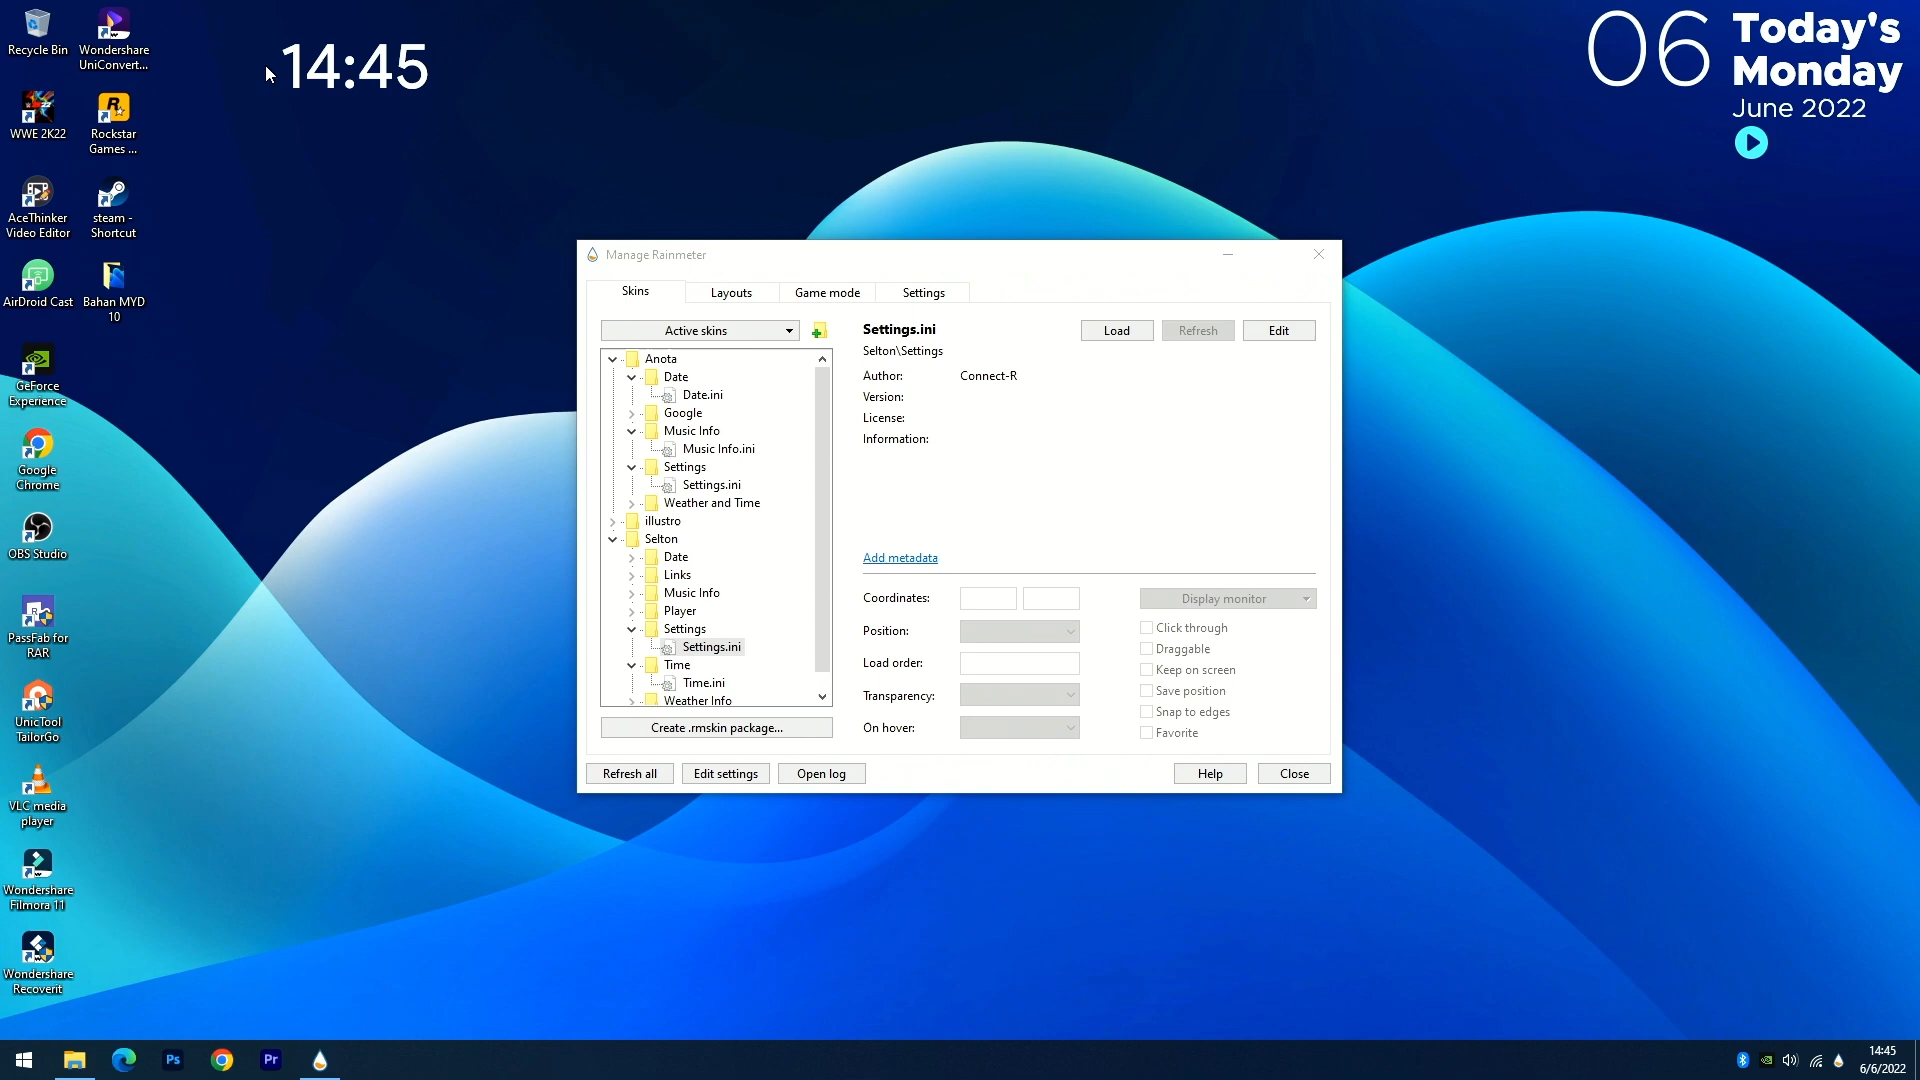 Recycle Bin
Wondershare
UniConvert...
WWE 2K22
Rockstar
Games ...
AceThinker
Video Editor
steam -
Shortcut
AirDroid Cast
Bahan MYD
10
GeForce
Experience
Google
Chrome
OBS Studio
PassFab for
RAR
UnicTool
TailorGo
VLC media
player
Wondershare
Filmora 11
Wondershare
Recoverit
14:45
06
Today's
Monday
June 2022
Manage Rainmeter
Skins
Layouts
Game mode
Settings
Active skins
Anota
Date
Date.ini
Google
Music Info
Music Info.ini
Settings
Settings.ini
Weather and Time
illustro
Selton
Date
Links
Music Info
Player
Settings
Settings.ini
Time
Time.ini
Weather Info
Create .rmskin package...
Settings.ini
Load
Refresh
Edit
Selton\Settings
Author: Connect-R
Version:
License:
Information:
Add metadata
Coordinates:
Position:
Load order:
Transparency:
On hover:
Display monitor
Click through
Draggable
Keep on screen
Save position
Snap to edges
Favorite
Refresh all
Edit settings
Open log
Help
Close
Ps
Pr
14:45
6/6/2022